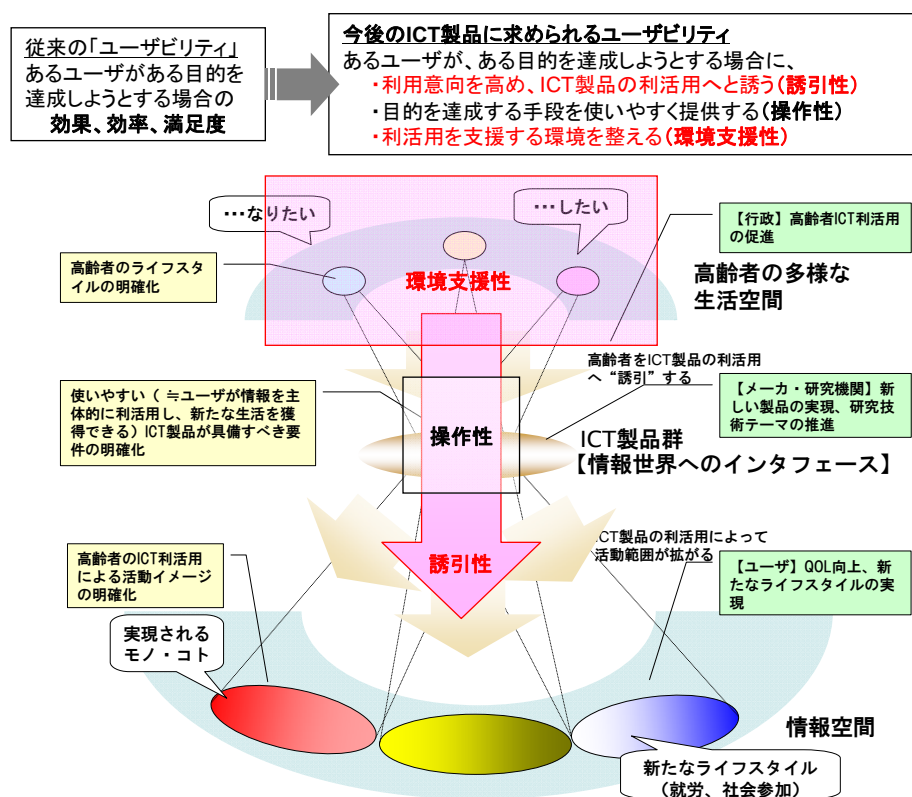 従来の「ユーザビリティ」
あるユーザがある目的を
達成しようとする場合の
効果、効率、満足度
今後のICT製品に求められるユーザビリティ
あるユーザが、ある目的を達成しようとする場合に、
・利用意向を高め、ICT製品の利活用へと誘う(誘引性)
・目的を達成する手段を使いやすく提供する(操作性)
・利活用を支援する環境を整える(環境支援性)
・・・なりたい
・・・したい
【行政】高齢者ICT利活用
の促進
高齢者のライフスタ
イルの明確化
環境支援性
高齢者の多様な
生活空間
高齢者をICT製品の利活用
へ“誘引”する
使いやすい（ ≒ユーザが情報を主
体的に利用し、新たな生活を獲
得できる）ICT製品が具備すべき要
件の明確化
操作性
【メーカ・研究機関】新
しい製品の実現、研究技
術テーマの推進
ICT製品群
【情報世界へのインタフェース】
高齢者のICT利活用
による活動イメージ
の明確化
誘引性
ICT製品の利活用によって
活動範囲が拡がる
【ユーザ】QOL向上、新
たなライフスタイルの実
現
実現される
モノ・コト
情報空間
新たなライフスタイル
（就労、社会参加）